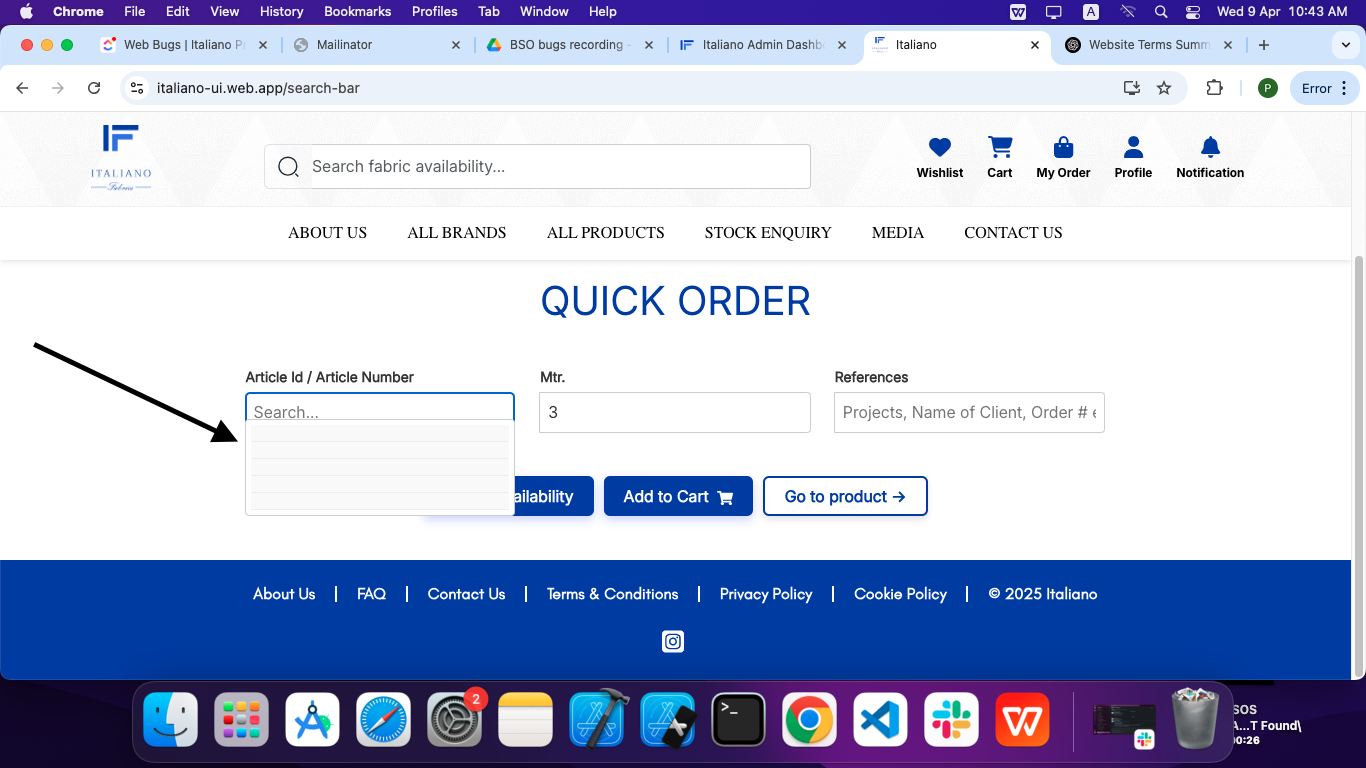 Chrome File Edit View History Bookmarks Profiles Tab Window Help A Wed 9 Apr 10:43 AM
Web Bugs | Italiano Pr Mailinator BSO bugs recording - Italiano Admin Dashb Italiano Website Terms Summ
italiano-ui.web.app/search-bar P Error
IF
ITALIANO
Fabrics
Search fabric availability...
Wishlist Cart My Order Profile Notification
ABOUT US ALL BRANDS ALL PRODUCTS STOCK ENQUIRY MEDIA CONTACT US
QUICK ORDER
Article Id / Article Number Mtr. References
Search... 3 Projects, Name of Client, Order # e
ailability Add to Cart Go to product →
About Us | FAQ | Contact Us | Terms & Conditions | Privacy Policy | Cookie Policy | © 2025 Italiano
2
>_
W
SOS
A...T Found\
00:26